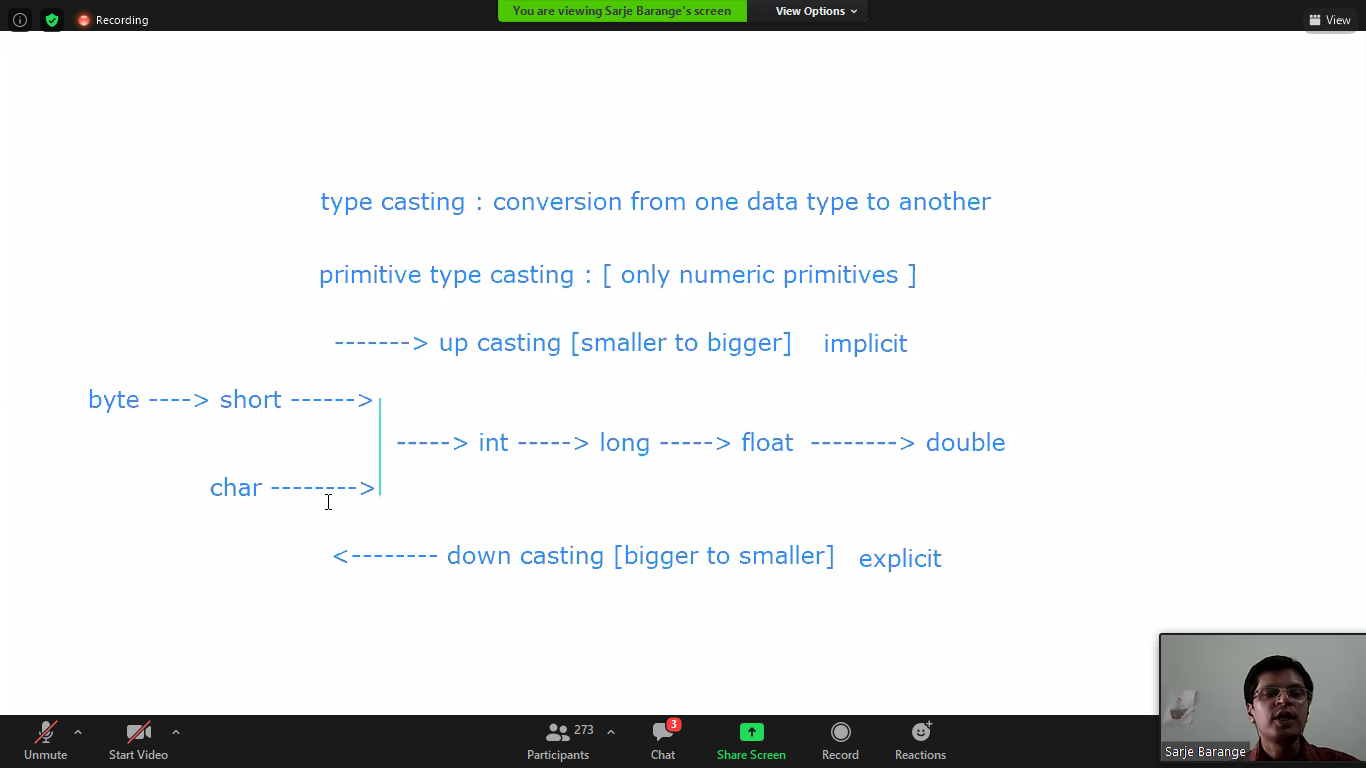 Recording
You are viewing Sarje Barange's screen
View Options
View
type casting : conversion from one data type to another
primitive type casting : [ only numeric primitives ]
-------> up casting [smaller to bigger] implicit
byte ----> short ------>
-----> int -----> long -----> float --------> double
char -------->
<-------- down casting [bigger to smaller] explicit
Sarje Barange
Unmute
Start Video
Participants
273
Chat
3
Share Screen
Record
Reactions